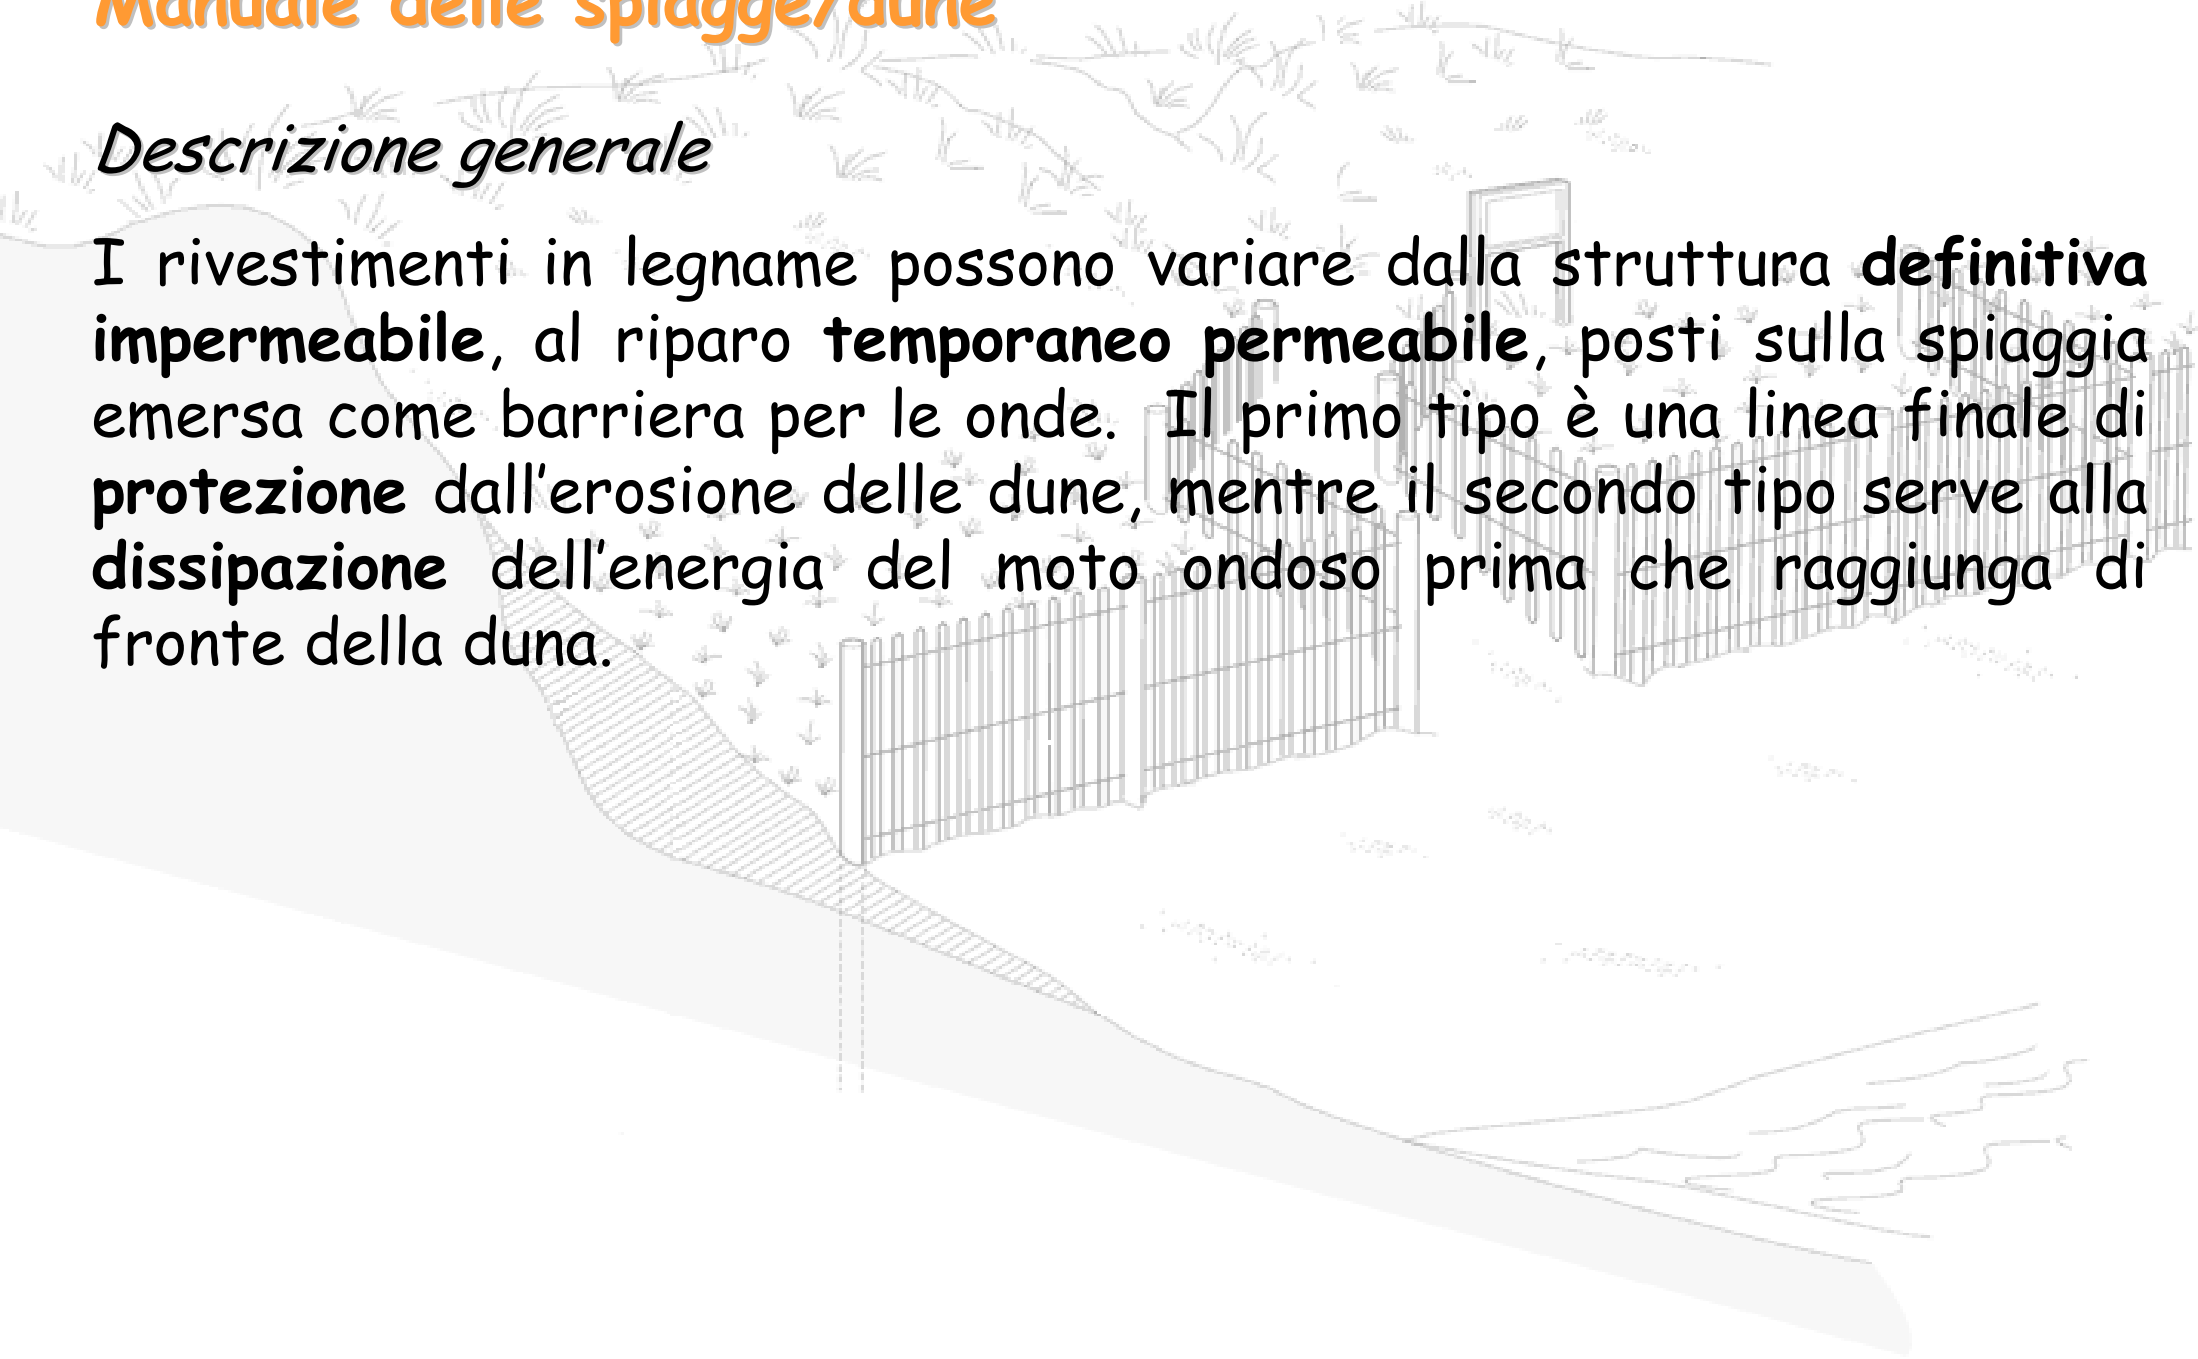 Manuale delle spiagge/dune
Descrizione generale
I rivestimenti in legname possono variare dalla struttura definitiva
impermeabile, al riparo temporaneo permeabile, posti sulla spiaggia
emersa come barriera per le onde. Il primo tipo è una linea finale di
protezione dall'erosione delle dune, mentre il secondo tipo serve alla
dissipazione dell'energia del moto ondoso prima che raggiunga di
fronte della duna.